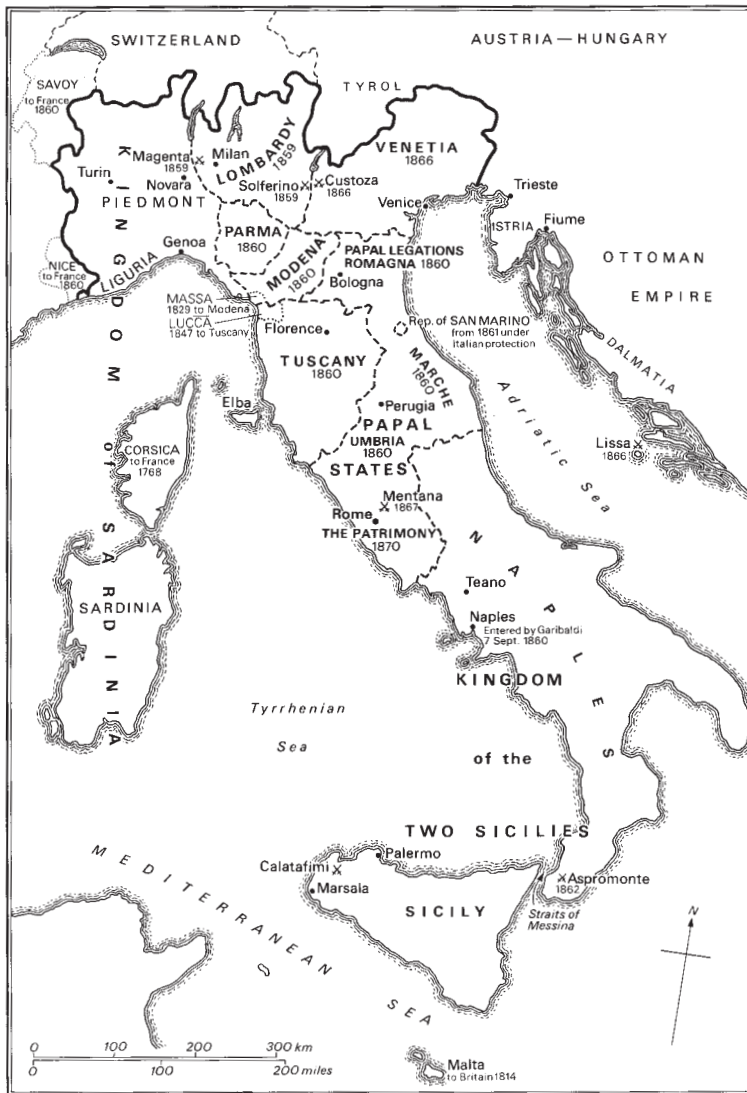 SWITZERLAND
AUSTRIA—HUNGARY
SAVOY
to France
1860
TYROL
VENETIA
1866
LOMBARDY
1859
Magenta
1859
Milan
Turin
Novara
PIEDMONT
Solferino
1859
Custoza
1866
Venice
Trieste
ISTRIA
Fiume
PARMA
1860
MODENA
1860
PAPAL LEGATIONS
ROMAGNA 1860
Bologna
OTTOMAN
EMPIRE
Genoa
LIGURIA
NICE
to France
1860
MASSA
1829 to Modena
LUCCA
1847 to Tuscany
Florence
Rep. of SAN MARINO
from 1861 under
Italian protection
DALMATIA
TUSCANY
1860
MARCHE
1860
Adriatic Sea
Elba
Perugia
PAPAL
UMBRIA
1860
STATES
Lissa
1866
CORSICA
to France
1768
Mentana
1867
Rome
THE PATRIMONY
1870
KINGDOM of SARDINIA
SARDINIA
NAPLES
Teano
Naples
Entered by Garibaldi
7 Sept. 1860
KINGDOM
of the
TWO SICILIES
Tyrrhenian
Sea
MEDITERRANEAN SEA
Calatafimi
Palermo
Marsala
SICILY
Aspromonte
1862
Straits of
Messina
N
0 100 200 300 km
0 100 200 miles
Malta
to Britain 1814